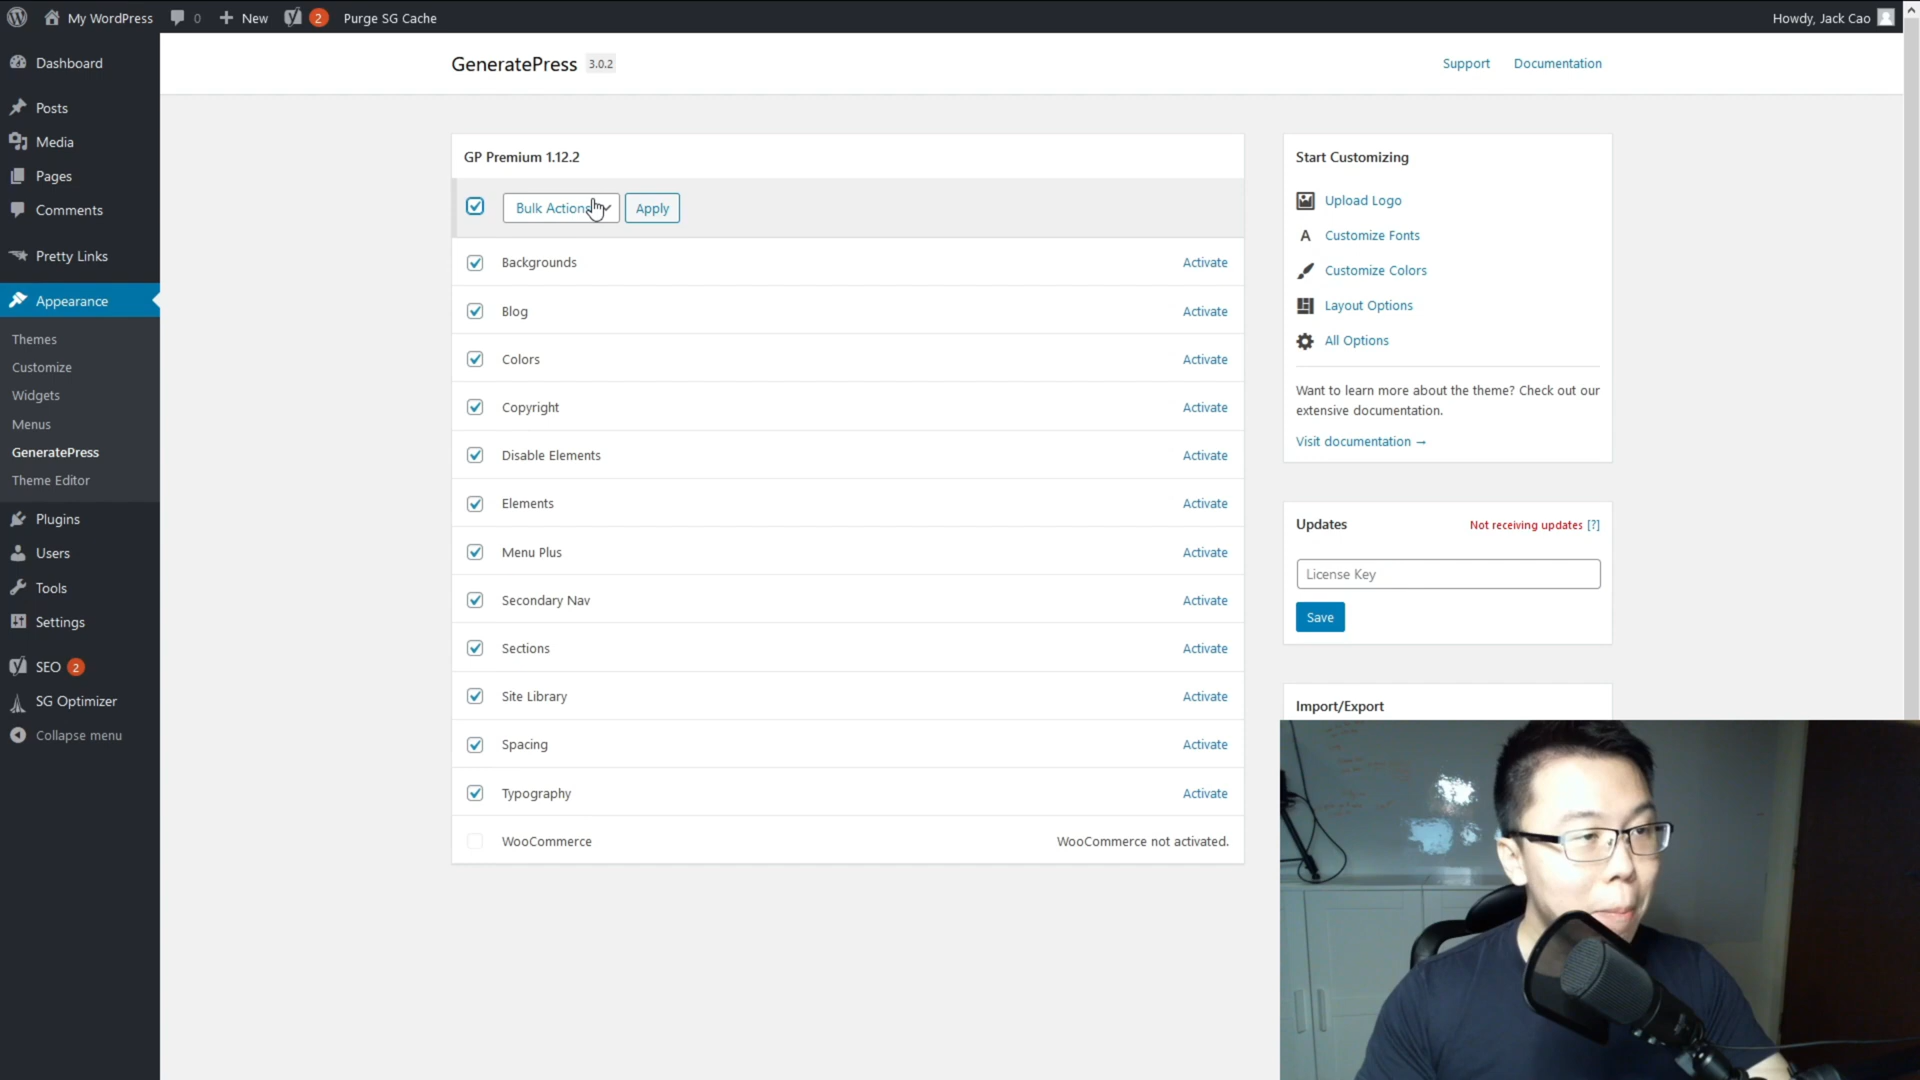 My WordPress
0
New
2
Purge SG Cache
Howdy, Jack Cao
Dashboard
Posts
Media
Pages
Comments
Pretty Links
Appearance
Themes
Customize
Widgets
Menus
GeneratePress
Theme Editor
Plugins
Users
Tools
Settings
SEO 2
SG Optimizer
Collapse menu
GeneratePress 3.0.2
Support
Documentation
GP Premium 1.12.2
Bulk Actions
Apply
Backgrounds Activate
Blog Activate
Colors Activate
Copyright Activate
Disable Elements Activate
Elements Activate
Menu Plus Activate
Secondary Nav Activate
Sections Activate
Site Library Activate
Spacing Activate
Typography Activate
WooCommerce WooCommerce not activated.
Start Customizing
Upload Logo
Customize Fonts
Customize Colors
Layout Options
All Options
Want to learn more about the theme? Check out our
extensive documentation.
Visit documentation →
Updates Not receiving updates [?]
License Key
Save
Import/Export